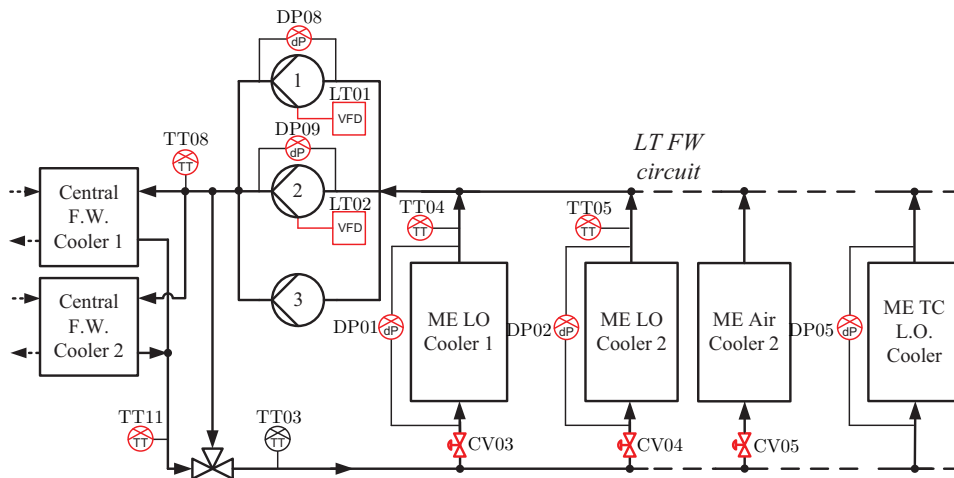 DP08
dP
1
LT01
VFD
DP09
dP
TT08
TT
2
LT02
VFD
3
LT FW
circuit
Central
F.W.
Cooler 1
Central
F.W.
Cooler 2
TT04
TT
TT05
TT
DP01
dP
ME LO
Cooler 1
DP02
dP
ME LO
Cooler 2
ME Air
Cooler 2
DP05
dP
ME TC
L.O.
Cooler
TT11
TT
TT03
TT
CV03
CV04
CV05